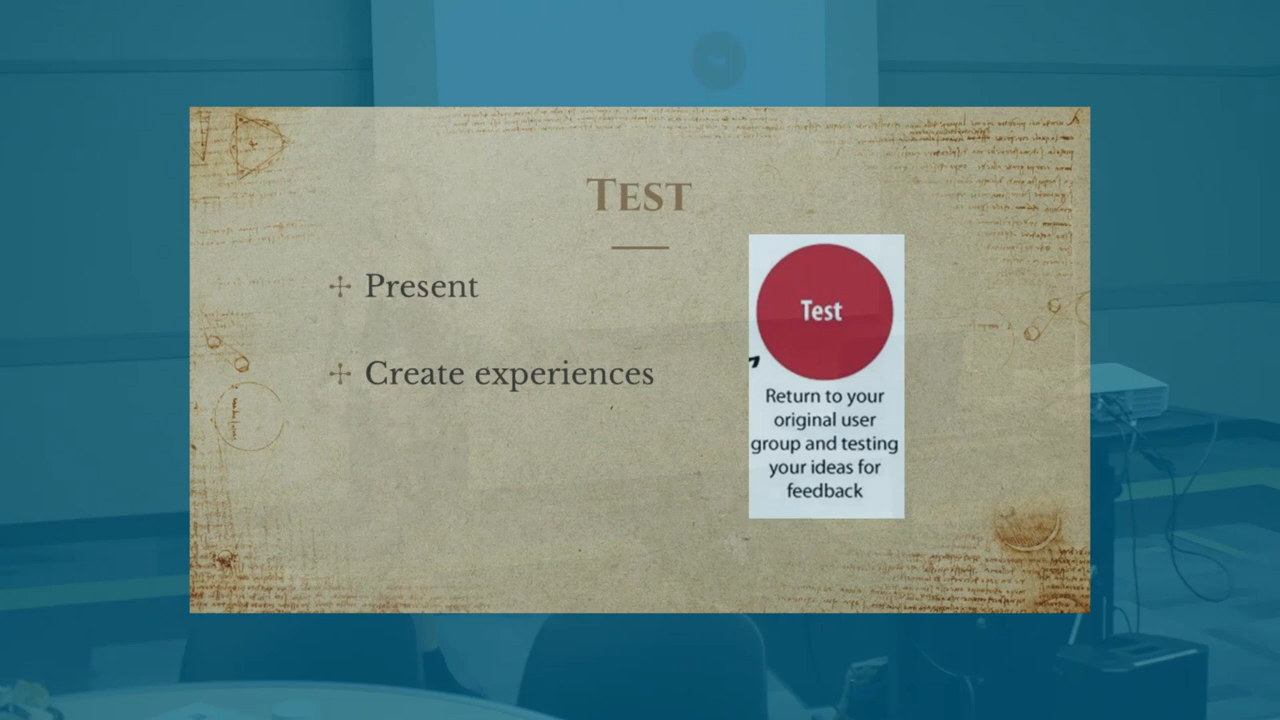 Test
Present
Create experiences
Test
Return to your
original user
group and testing
your ideas for
feedback